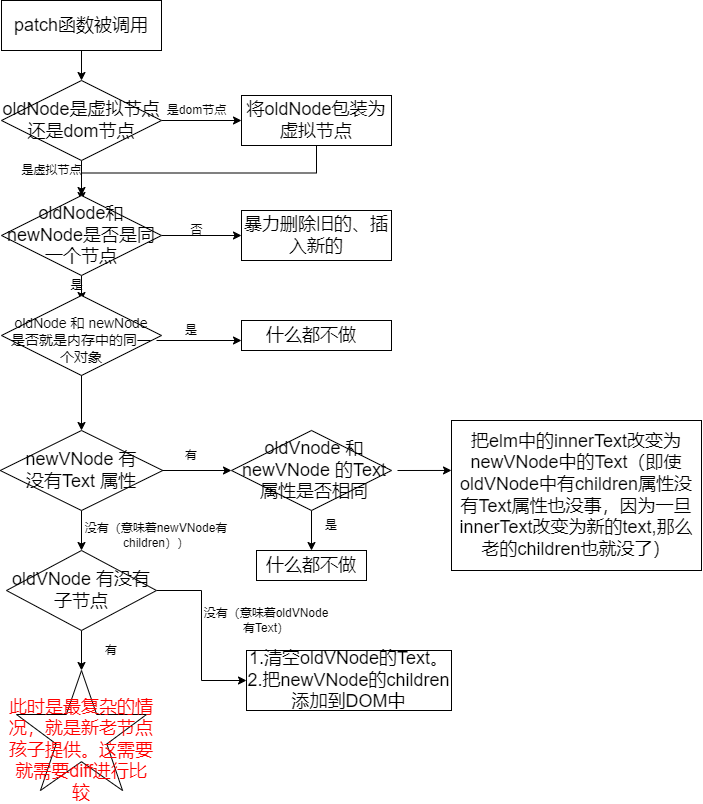 patch函数被调用
oldNode是虚拟节点
还是dom节点
是dom节点
将oldNode包装为
虚拟节点
是虚拟节点
oldNode和
newNode是否是同
一个节点
否
暴力删除旧的、插
入新的
是
oldNode 和 newNode
是否就是内存中的同一
个对象
是
什么都不做
newVNode 有
没有Text 属性
有
oldVnode 和
newVNode 的Text
属性是否相同
把elm中的innerText改变为
newVNode中的Text（即使
oldVNode中有children属性没
有Text属性也没事，因为一旦
innerText改变为新的text,那么
老的children也就没了）
没有（意味着newVNode有
children））
是
什么都不做
oldVNode 有没有
子节点
没有（意味着oldVNode
有Text）
有
1.清空oldVNode的Text。
2.把newVNode的children
添加到DOM中
此时是最复杂的情
况，就是新老节点
孩子提供。这需要
就需要diff进行比
较